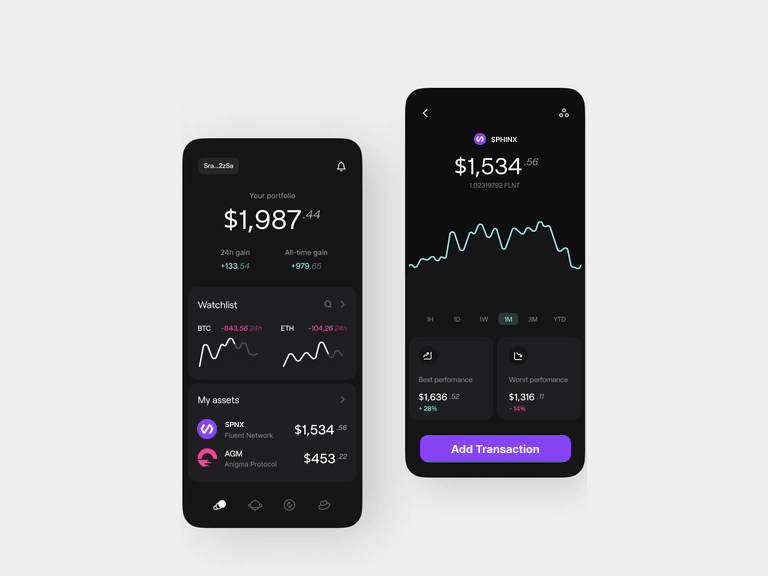 Sra...2zSa
Your portfolio
$1,987.44
24h gain
All-time gain
+133,54
+979,65
Watchlist
BTC
-843,56 24h
ETH
-104,26 24h
My assets
SPNX
$1,534.56
Fluent Network
AGM
$453.22
Anigma Protocol
SPHINX
$1,534.56
1.02319792 FLNT
1H 1D 1W 1M 3M YTD
Best perfomance
Worst perfomance
$1,636.52
$1,316.11
+ 28%
- 14%
Add Transaction